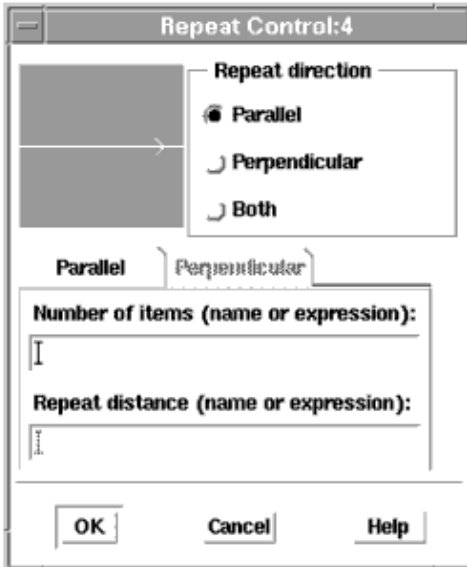 Repeat Control:4
Repeat direction
Parallel
Perpendicular
Both
Parallel Perpendicular
Number of items (name or expression):
Repeat distance (name or expression):
OK Cancel Help